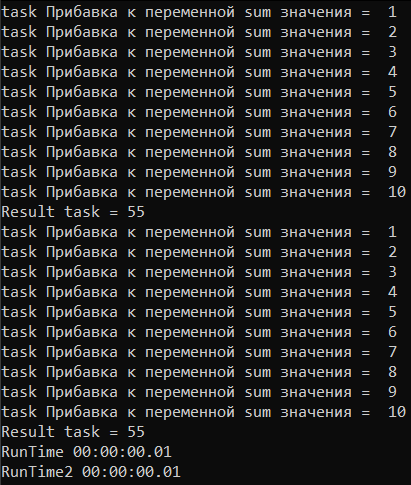 task Прибавка к переменной sum значения =  1
task Прибавка к переменной sum значения =  2
task Прибавка к переменной sum значения =  3
task Прибавка к переменной sum значения =  4
task Прибавка к переменной sum значения =  5
task Прибавка к переменной sum значения =  6
task Прибавка к переменной sum значения =  7
task Прибавка к переменной sum значения =  8
task Прибавка к переменной sum значения =  9
task Прибавка к переменной sum значения =  10
Result task = 55
task Прибавка к переменной sum значения =  1
task Прибавка к переменной sum значения =  2
task Прибавка к переменной sum значения =  3
task Прибавка к переменной sum значения =  4
task Прибавка к переменной sum значения =  5
task Прибавка к переменной sum значения =  6
task Прибавка к переменной sum значения =  7
task Прибавка к переменной sum значения =  8
task Прибавка к переменной sum значения =  9
task Прибавка к переменной sum значения =  10
Result task = 55
RunTime 00:00:00.01
RunTime2 00:00:00.01